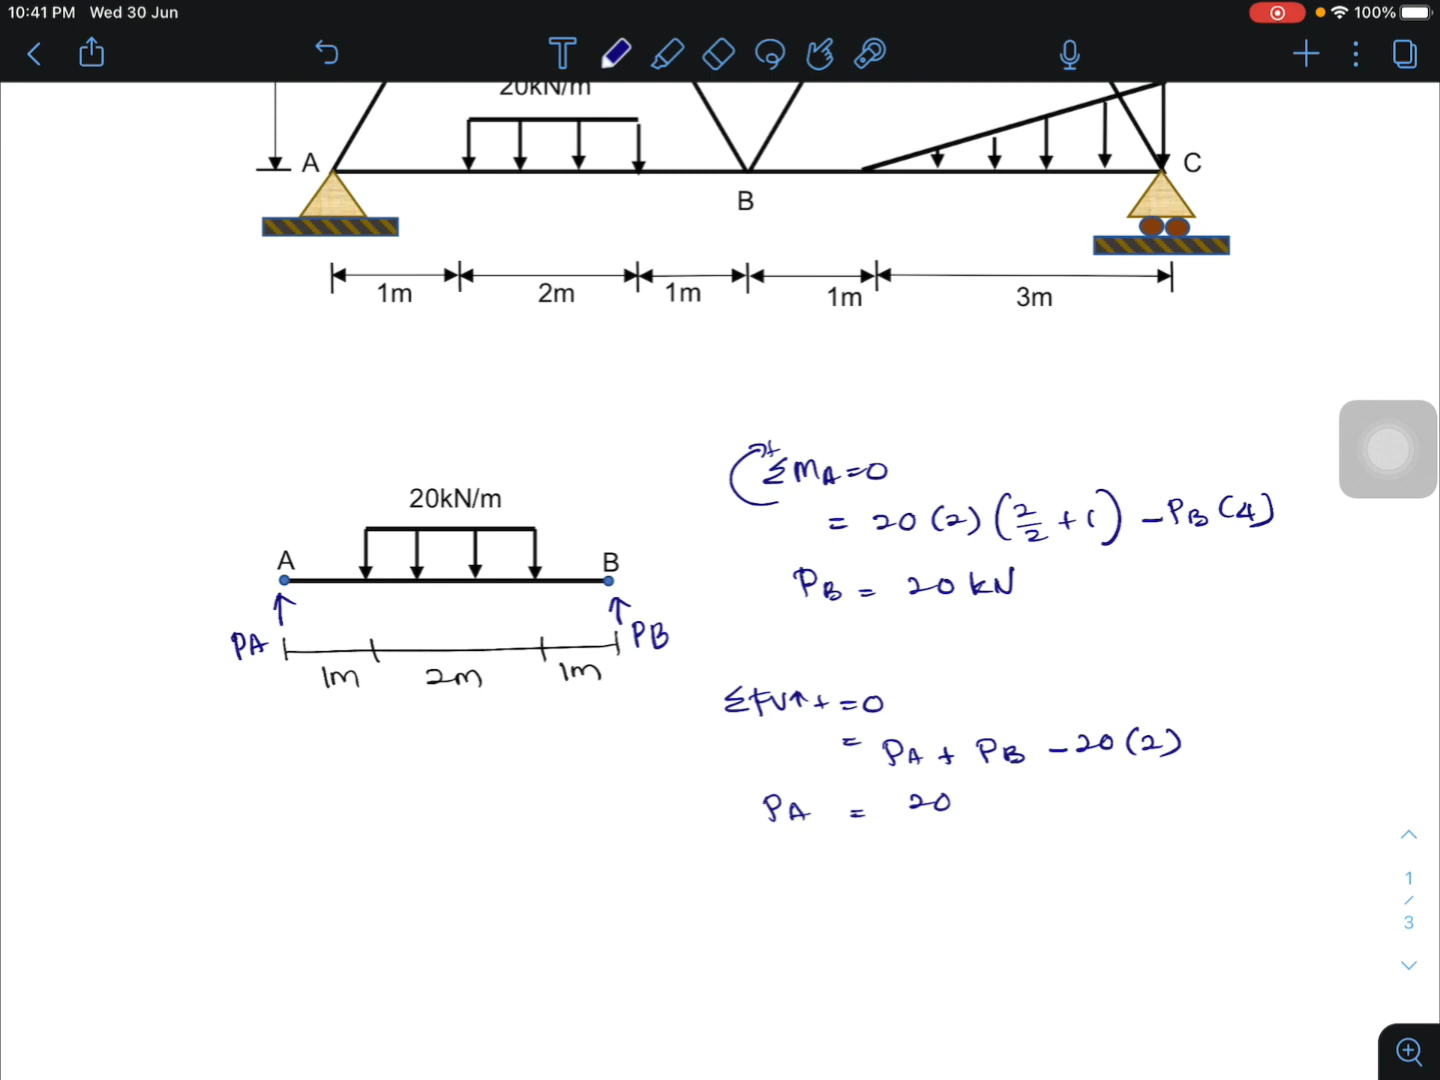 10:41 PM Wed 30 Jun 100%
20kN/m
A
C
B
1m 2m 1m 1m 3m
ΣMA=0
= 20(2)(2/2+1) -PB(4)
PB = 20kN
20kN/m
A B
PA PB
1m 2m 1m
ΣFV↑+ =0
= PA + PB -20(2)
PA = 20
1
/
3